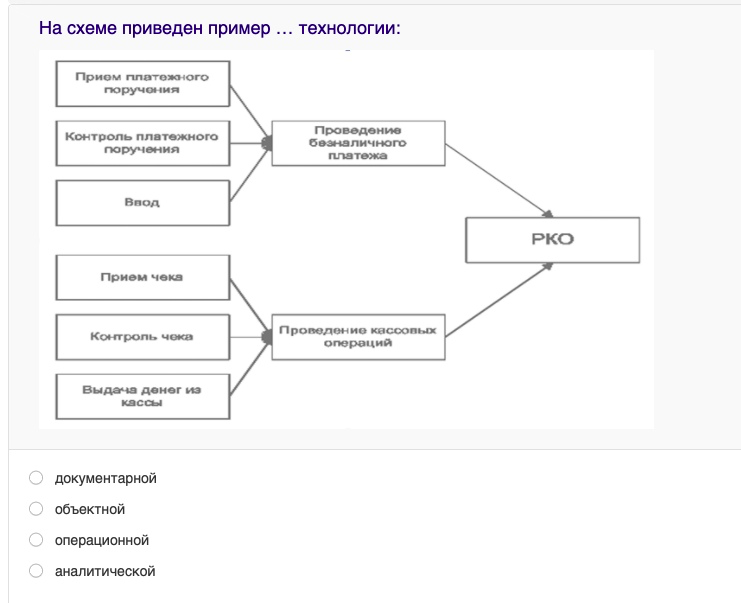 На схеме приведен пример … технологии:
Прием платежного
поручения
Контроль платежного
поручения
Ввод
Проведение
безналичного
платежа
РКО
Прием чека
Контроль чека
Выдача денег из
кассы
Проведение кассовых
операций
документарной
объектной
операционной
аналитической